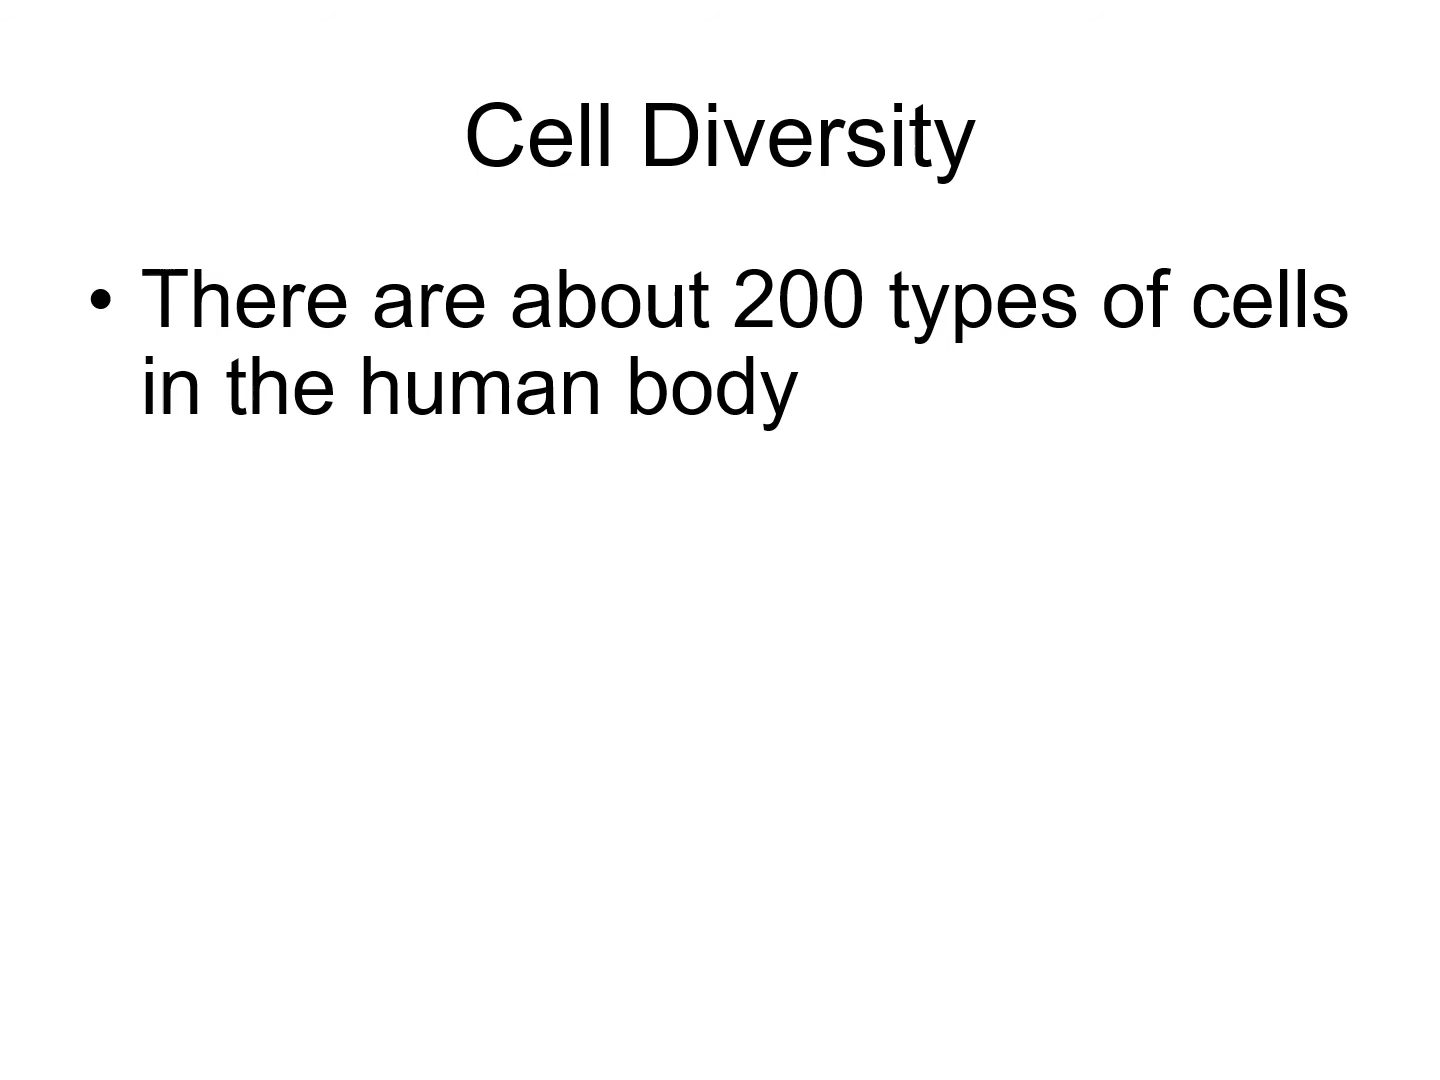 Cell Diversity
• There are about 200 types of cells
in the human body